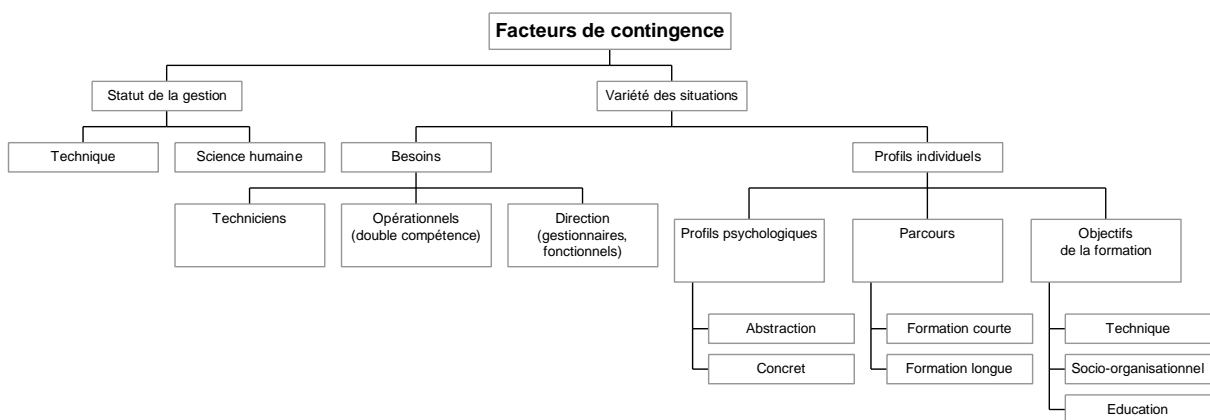 Facteurs de contingence
Statut de la gestion
Variété des situations
Technique
Science humaine
Besoins
Profils individuels
Techniciens
Opérationnels
(double compétence)
Direction
(gestionnaires,
fonctionnels)
Profils psychologiques
Parcours
Objectifs
de la formation
Abstraction
Formation courte
Technique
Concret
Formation longue
Socio-organisationnel
Education